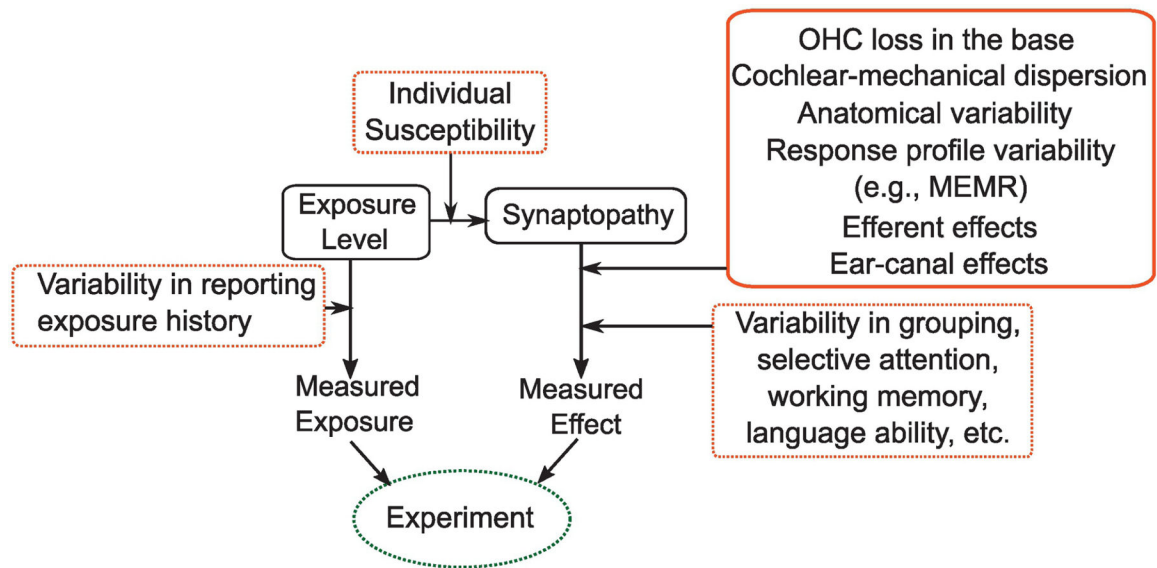 OHC loss in the base
Cochlear-mechanical dispersion
Anatomical variability
Response profile variability
(e.g., MEMR)
Efferent effects
Ear-canal effects
Individual
Susceptibility
Exposure
Level
Synaptopathy
Variability in reporting
exposure history
Variability in grouping,
selective attention,
working memory,
language ability, etc.
Measured
Exposure
Measured
Effect
Experiment